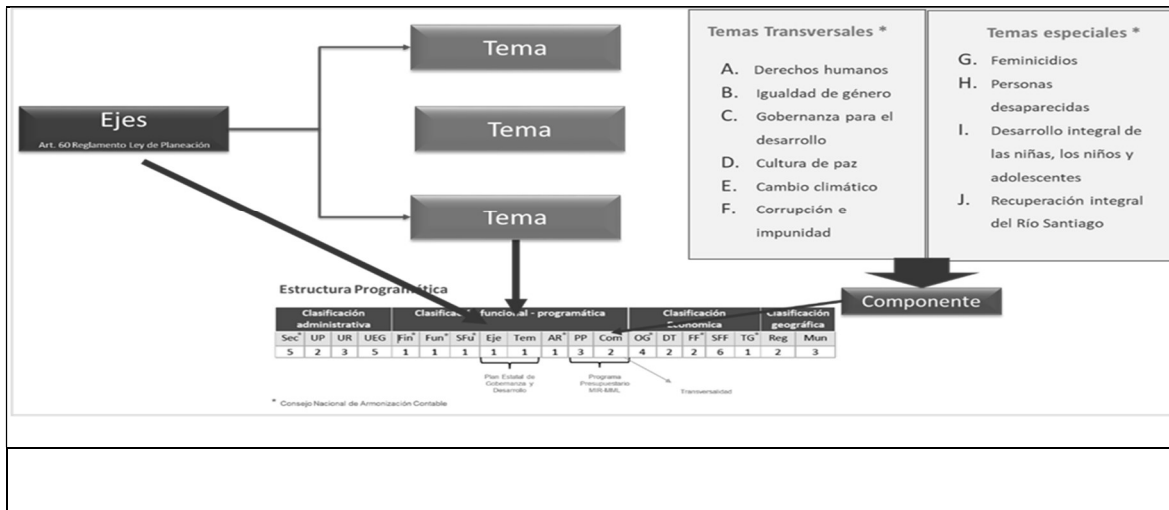 Ejes
Art. 60 Reglamento Ley de Planeación
Tema
Tema
Tema
Temas Transversales *
A. Derechos humanos
B. Igualdad de género
C. Gobernanza para el
desarrollo
D. Cultura de paz
E. Cambio climático
F. Corrupción e
impunidad
Temas especiales *
G. Feminicidios
H. Personas
desaparecidas
I. Desarrollo integral de
las niñas, los niños y
adolescentes
J. Recuperación integral
del Río Santiago
Componente
Estructura Programática
Clasificación
administrativa
funcional - programática
Clasificación
Economica
Clasificación
geográfica
Sec* UP UR UEG Fin* Fun* SFu* Eje Tem AR* PP Com OG* DT FF* SFF TG* Reg Mun
5 2 3 5 1 1 1 1 1 1 3 2 4 2 2 6 1 2 3
Plan Estatal de
Gobernanza y
Desarrollo
Programa
Presupuestario
MIR-MML
Transversalidad
* Consejo Nacional de Armonización Contable